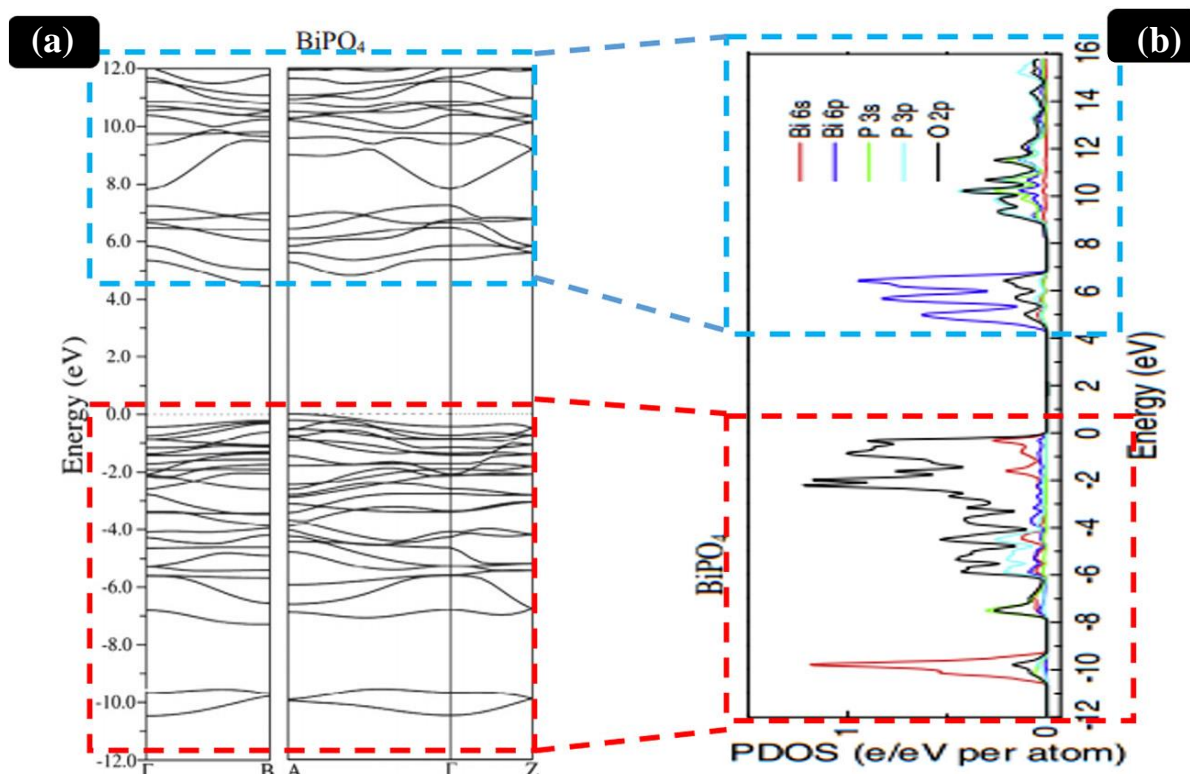 (a)
BiPO₄
12.0
10.0
8.0
6.0
4.0
2.0
0.0
-2.0
-4.0
-6.0
-8.0
-10.0
-12.0
Energy (eV)
Γ B A Γ Z
(b)
Bi 6s
Bi 6p
P 3s
P 3p
O 2p
16
14
12
10
8
6
4
2
0
-2
-4
-6
-8
-10
-12
Energy (eV)
BiPO₄
1 0
PDOS (e/eV per atom)